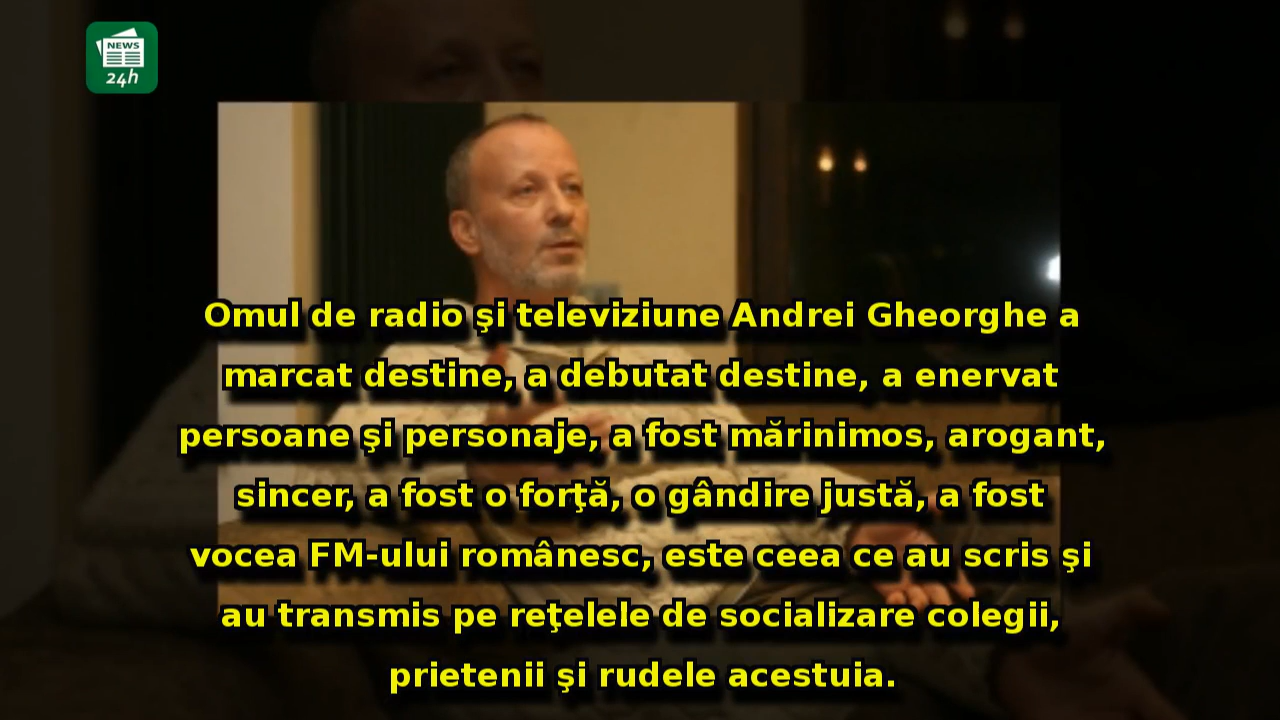 NEWS
24h
Omul de radio şi televiziune Andrei Gheorghe a
marcat destine, a debutat destine, a enervat
persoane şi personaje, a fost mărinimos, arogant,
sincer, a fost o forţă, o gândire justă, a fost
vocea FM-ului românesc, este ceea ce au scris şi
au transmis pe reţelele de socializare colegii,
prietenii şi rudele acestuia.